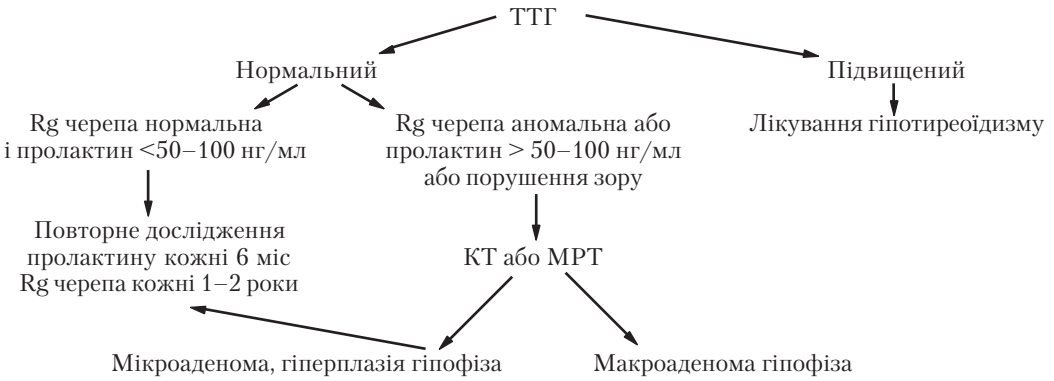 ТТГ
Нормальний
Підвищений
Rg черепа нормальна
і пролактин <50–100 нг/мл
Rg черепа аномальна або
пролактин > 50–100 нг/мл
або порушення зору
Лікування гіпотиреоїдизму
Повторне дослідження
пролактину кожні 6 міс
Rg черепа кожні 1–2 роки
КТ або МРТ
Мікроаденома, гіперплазія гіпофіза
Макроаденома гіпофіза